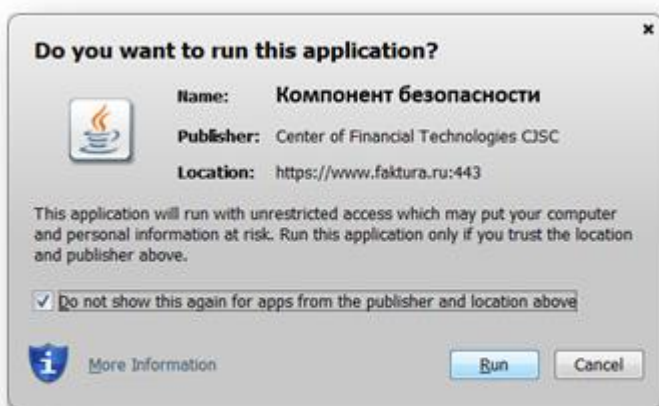 Do you want to run this application?
Name: Компонент безопасности
Publisher: Center of Financial Technologies CJSC
Location: https://www.faktura.ru:443
This application will run with unrestricted access which may put your computer
and personal information at risk. Run this application only if you trust the location
and publisher above.
Do not show this again for apps from the publisher and location above
More Information
Run
Cancel